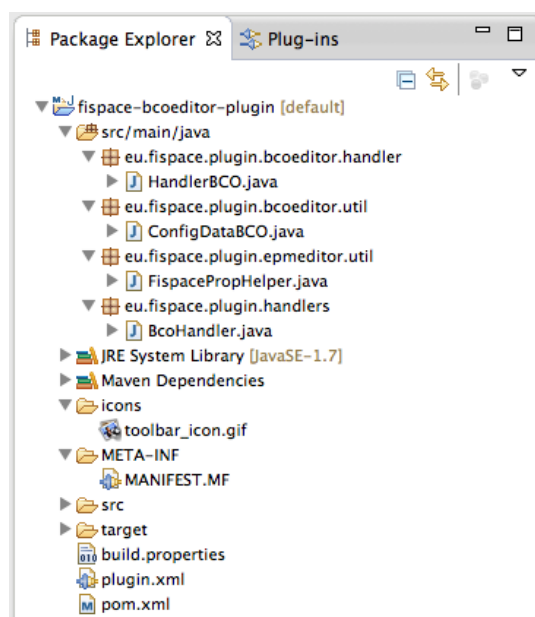 Package Explorer Plug-ins
fispace-bcoeditor-plugin [default]
src/main/java
eu.fispace.plugin.bcoeditor.handler
HandlerBCO.java
eu.fispace.plugin.bcoeditor.util
ConfigDataBCO.java
eu.fispace.plugin.epmeditor.util
FispacePropHelper.java
eu.fispace.plugin.handlers
BcoHandler.java
JRE System Library [JavaSE-1.7]
Maven Dependencies
icons
toolbar_icon.gif
META-INF
MANIFEST.MF
src
target
build.properties
plugin.xml
pom.xml